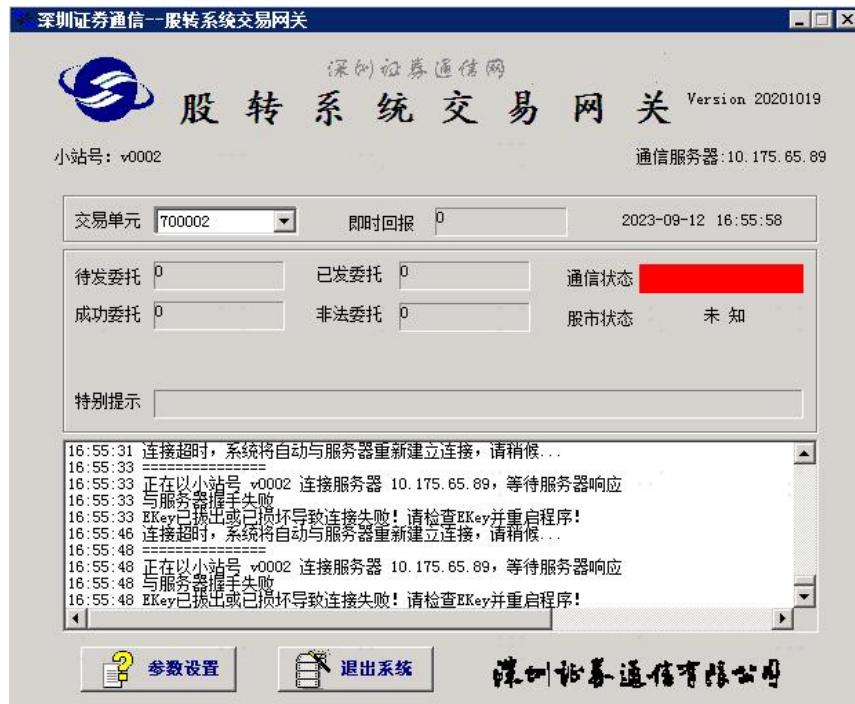 深圳证券通信--股转系统交易网关
深圳证券通信网
股转系统交易网关 Version 20201019
小站号: v0002 通信服务器:10.175.65.89
交易单元 700002 即时回报 0 2023-09-12 16:55:58
待发委托 0 已发委托 0 通信状态
成功委托 0 非法委托 0 股市状态 未 知
特别提示
16:55:31 连接超时，系统将自动与服务器重新建立连接，请稍候...
16:55:33 ===============
16:55:33 正在以小站号 v0002 连接服务器 10.175.65.89，等待服务器响应
16:55:33 与服务器握手失败
16:55:33 EKey已拔出或已损坏导致连接失败！请检查EKey并重启程序！
16:55:46 连接超时，系统将自动与服务器重新建立连接，请稍候...
16:55:48 ===============
16:55:48 正在以小站号 v0002 连接服务器 10.175.65.89，等待服务器响应
16:55:48 与服务器握手失败
16:55:48 EKey已拔出或已损坏导致连接失败！请检查EKey并重启程序！
参数设置 退出系统 深圳证券通信有限公司